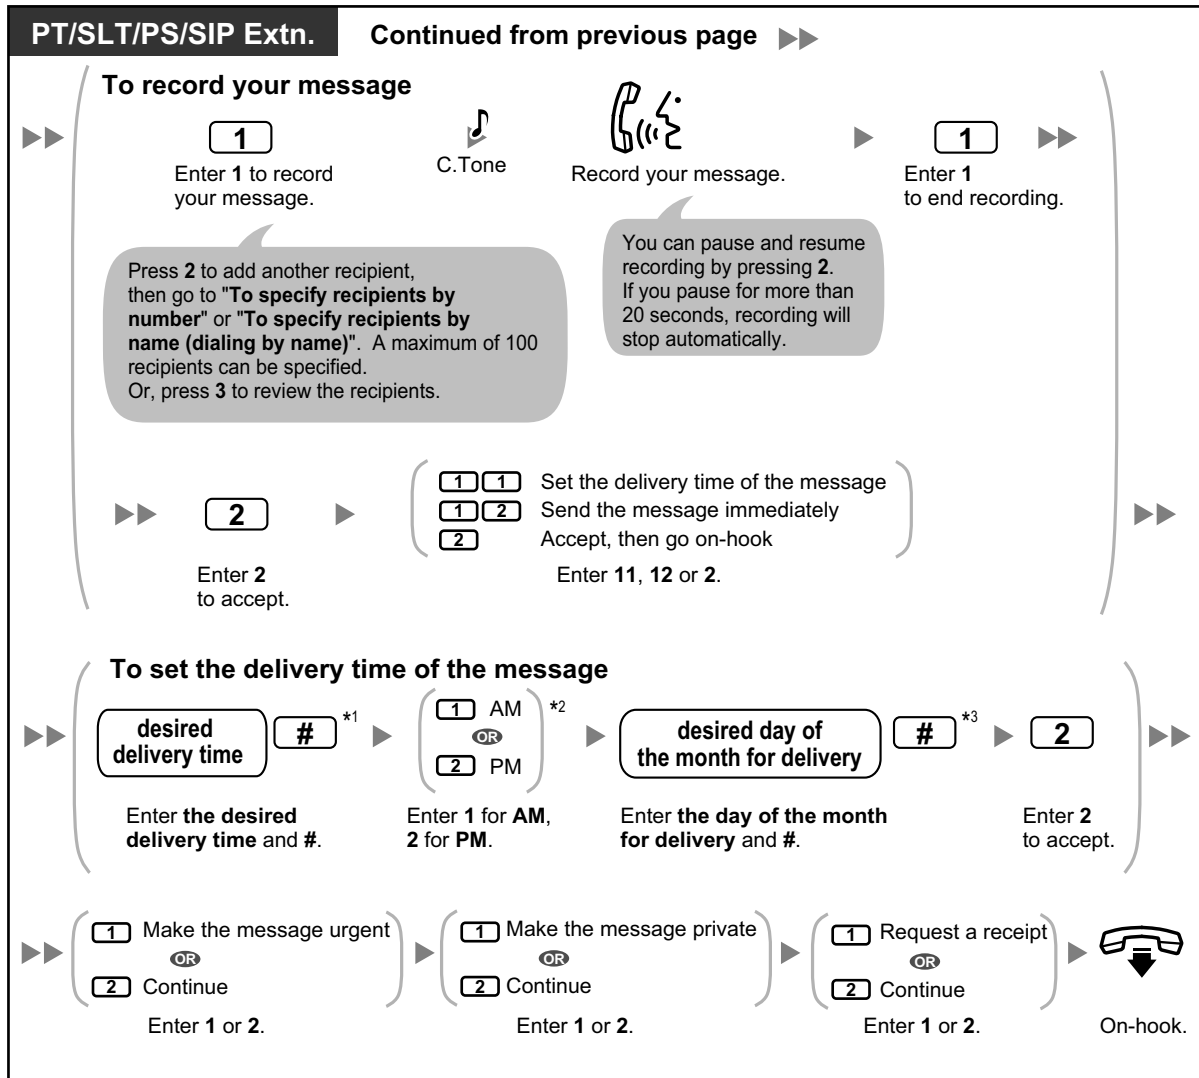 PT/SLT/PS/SIP Extn.
Continued from previous page
To record your message
1
Enter 1 to record
your message.
C.Tone
Record your message.
1
Enter 1
to end recording.
Press 2 to add another recipient,
then go to "To specify recipients by
number" or "To specify recipients by
name (dialing by name)". A maximum of 100
recipients can be specified.
Or, press 3 to review the recipients.
You can pause and resume
recording by pressing 2.
If you pause for more than
20 seconds, recording will
stop automatically.
2
Enter 2
to accept.
1 1 Set the delivery time of the message
1 2 Send the message immediately
2 Accept, then go on-hook
Enter 11, 12 or 2.
To set the delivery time of the message
desired
delivery time
# *1
Enter the desired
delivery time and #.
1 AM *2
OR
2 PM
Enter 1 for AM,
2 for PM.
desired day of
the month for delivery
# *3
Enter the day of the month
for delivery and #.
2
Enter 2
to accept.
1 Make the message urgent
OR
2 Continue
Enter 1 or 2.
1 Make the message private
OR
2 Continue
Enter 1 or 2.
1 Request a receipt
OR
2 Continue
Enter 1 or 2.
On-hook.